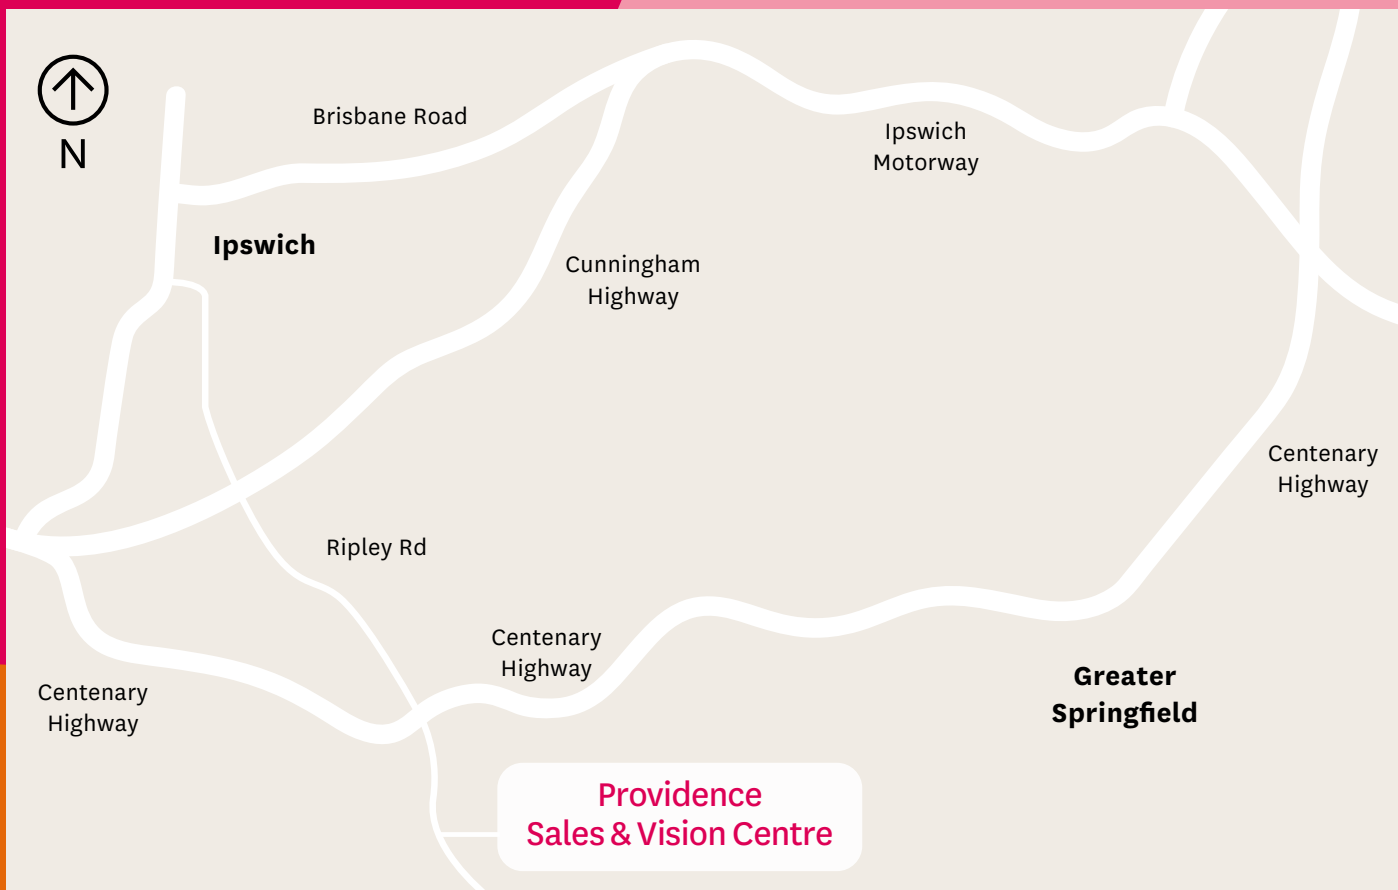 N
Brisbane Road
Ipswich
Motorway
Ipswich
Cunningham
Highway
Centenary
Highway
Ripley Rd
Centenary
Highway
Greater
Springfield
Centenary
Highway
Providence
Sales & Vision Centre